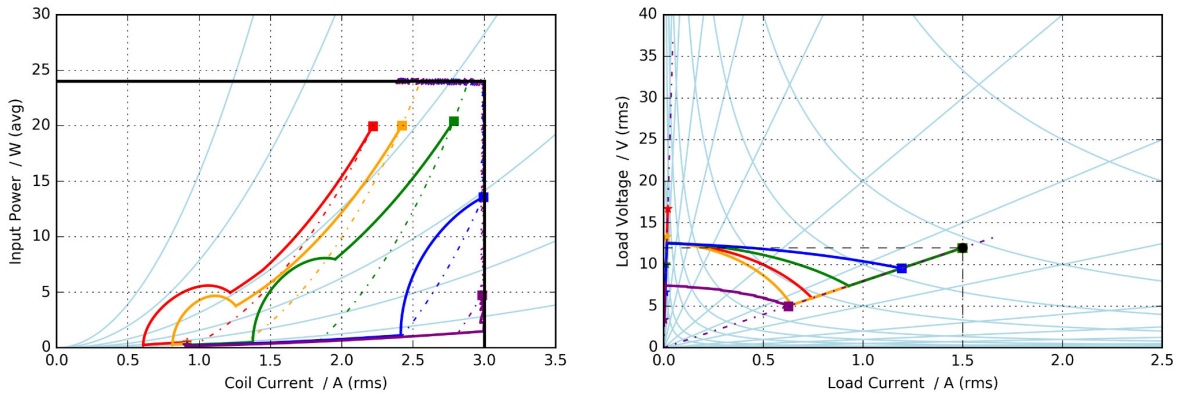 30
25
20
15
10
5
0
Input Power / W (avg)
0.0 0.5 1.0 1.5 2.0 2.5 3.0 3.5
Coil Current / A (rms)
40
35
30
25
20
15
10
5
0
Load Voltage / V (rms)
0.0 0.5 1.0 1.5 2.0 2.5
Load Current / A (rms)